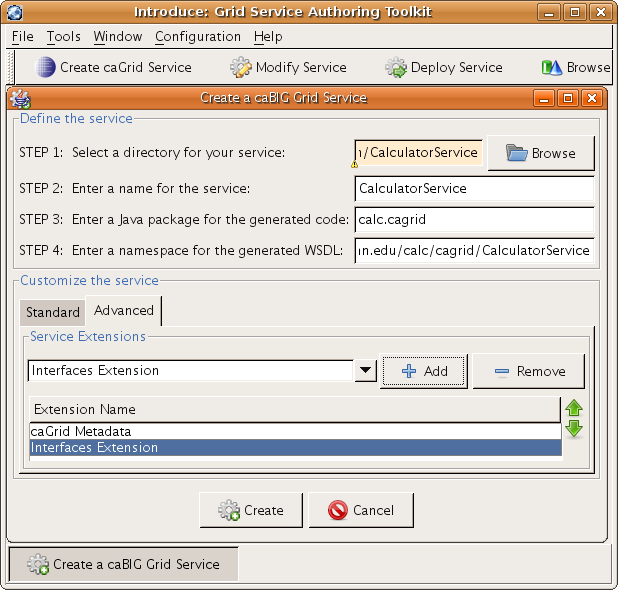 Introduce: Grid Service Authoring Toolkit
File Tools Window Configuration Help
Create caGrid Service Modify Service Deploy Service Browse
Create a caBIG Grid Service
Define the service
STEP 1: Select a directory for your service: /CalculatorService Browse
STEP 2: Enter a name for the service: CalculatorService
STEP 3: Enter a Java package for the generated code: calc.cagrid
STEP 4: Enter a namespace for the generated WSDL: n.edu/calc/cagrid/CalculatorService
Customize the service
Standard Advanced
Service Extensions
Interfaces Extension Add Remove
Extension Name
caGrid Metadata
Interfaces Extension
Create Cancel
Create a caBIG Grid Service